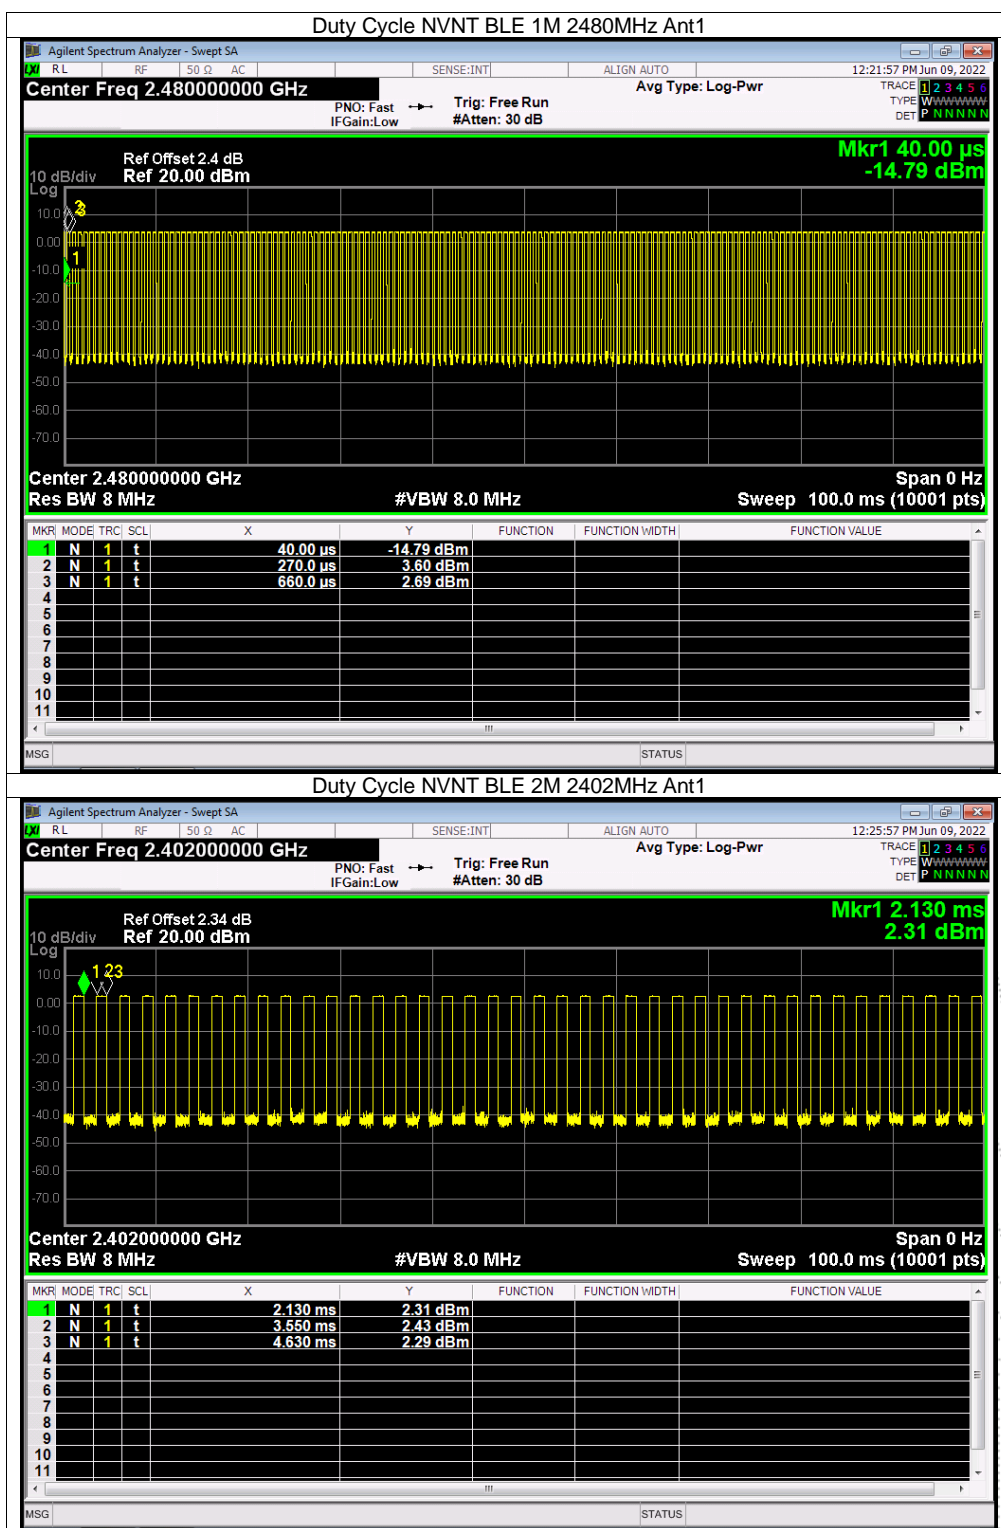 Duty Cycle NVNT BLE 1M 2480MHz Ant1
Agilent Spectrum Analyzer - Swept SA
LXI RL RF 50 Ω AC SENSE:INT ALIGN AUTO 12:21:57 PM Jun 09, 2022
Center Freq 2.480000000 GHz Avg Type: Log-Pwr TRACE 1 2 3 4 5 6
PNO: Fast Trig: Free Run TYPE WWWWWW
IFGain:Low #Atten: 30 dB DET P N N N N N
Mkr1 40.00 µs
-14.79 dBm
Ref Offset 2.4 dB
10 dB/div Ref 20.00 dBm
Log
10.0
0.00
-10.0
-20.0
-30.0
-40.0
-50.0
-60.0
-70.0
1
2
3
Center 2.480000000 GHz Span 0 Hz
Res BW 8 MHz #VBW 8.0 MHz Sweep 100.0 ms (10001 pts)
MKR MODE TRC SCL X Y FUNCTION FUNCTION WIDTH FUNCTION VALUE
1 N 1 t 40.00 µs -14.79 dBm
2 N 1 t 270.0 µs 3.60 dBm
3 N 1 t 660.0 µs 2.69 dBm
4
5
6
7
8
9
10
11
MSG STATUS
Duty Cycle NVNT BLE 2M 2402MHz Ant1
Agilent Spectrum Analyzer - Swept SA
LXI RL RF 50 Ω AC SENSE:INT ALIGN AUTO 12:25:57 PM Jun 09, 2022
Center Freq 2.402000000 GHz Avg Type: Log-Pwr TRACE 1 2 3 4 5 6
PNO: Fast Trig: Free Run TYPE WWWWWW
IFGain:Low #Atten: 30 dB DET P N N N N N
Mkr1 2.130 ms
2.31 dBm
Ref Offset 2.34 dB
10 dB/div Ref 20.00 dBm
Log
10.0
0.00
-10.0
-20.0
-30.0
-40.0
-50.0
-60.0
-70.0
1 2 3
Center 2.402000000 GHz Span 0 Hz
Res BW 8 MHz #VBW 8.0 MHz Sweep 100.0 ms (10001 pts)
MKR MODE TRC SCL X Y FUNCTION FUNCTION WIDTH FUNCTION VALUE
1 N 1 t 2.130 ms 2.31 dBm
2 N 1 t 3.550 ms 2.43 dBm
3 N 1 t 4.630 ms 2.29 dBm
4
5
6
7
8
9
10
11
MSG STATUS